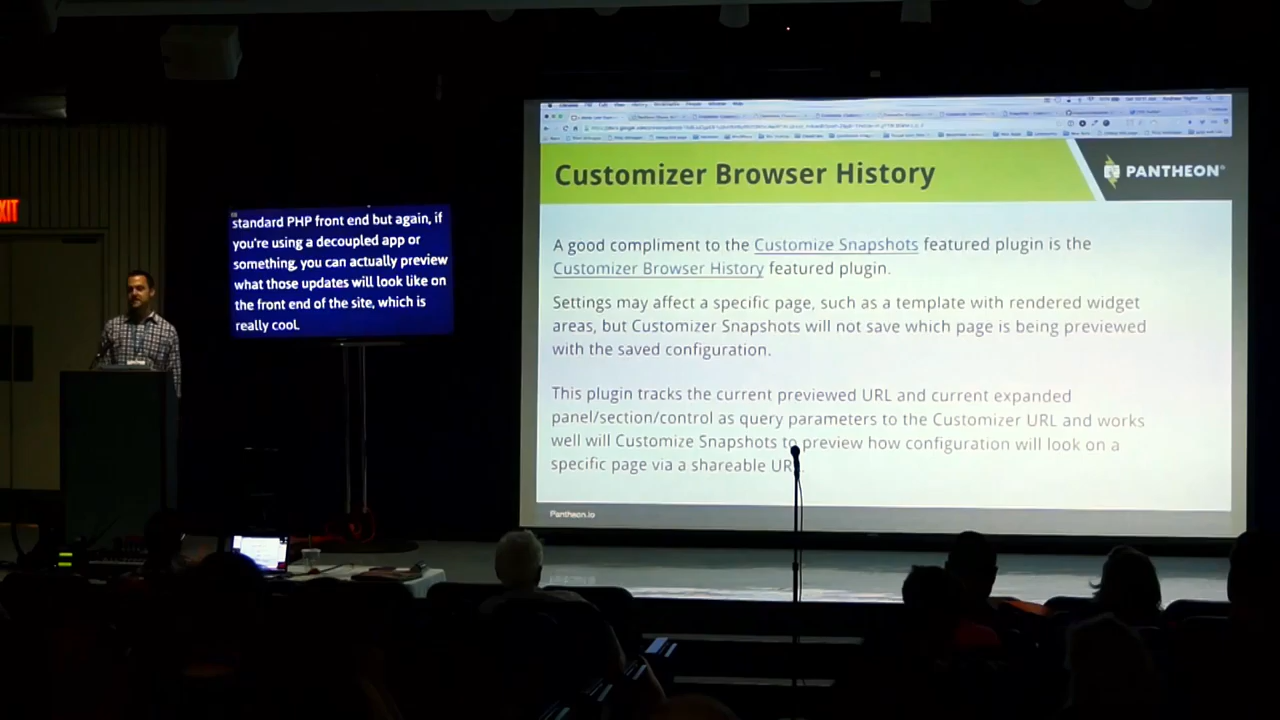 Customizer Browser History
PANTHEON®
A good compliment to the Customize Snapshots featured plugin is the
Customizer Browser History featured plugin.
Settings may affect a specific page, such as a template with rendered widget
areas, but Customizer Snapshots will not save which page is being previewed
with the saved configuration.
This plugin tracks the current previewed URL and current expanded
panel/section/control as query parameters to the Customizer URL and works
well will Customize Snapshots to preview how configuration will look on a
specific page via a shareable
Pantheon.io
standard PHP front end but again, if
you're using a decoupled app or
something, you can actually preview
what those updates will look like on
the front end of the site, which is
really cool.
EXIT